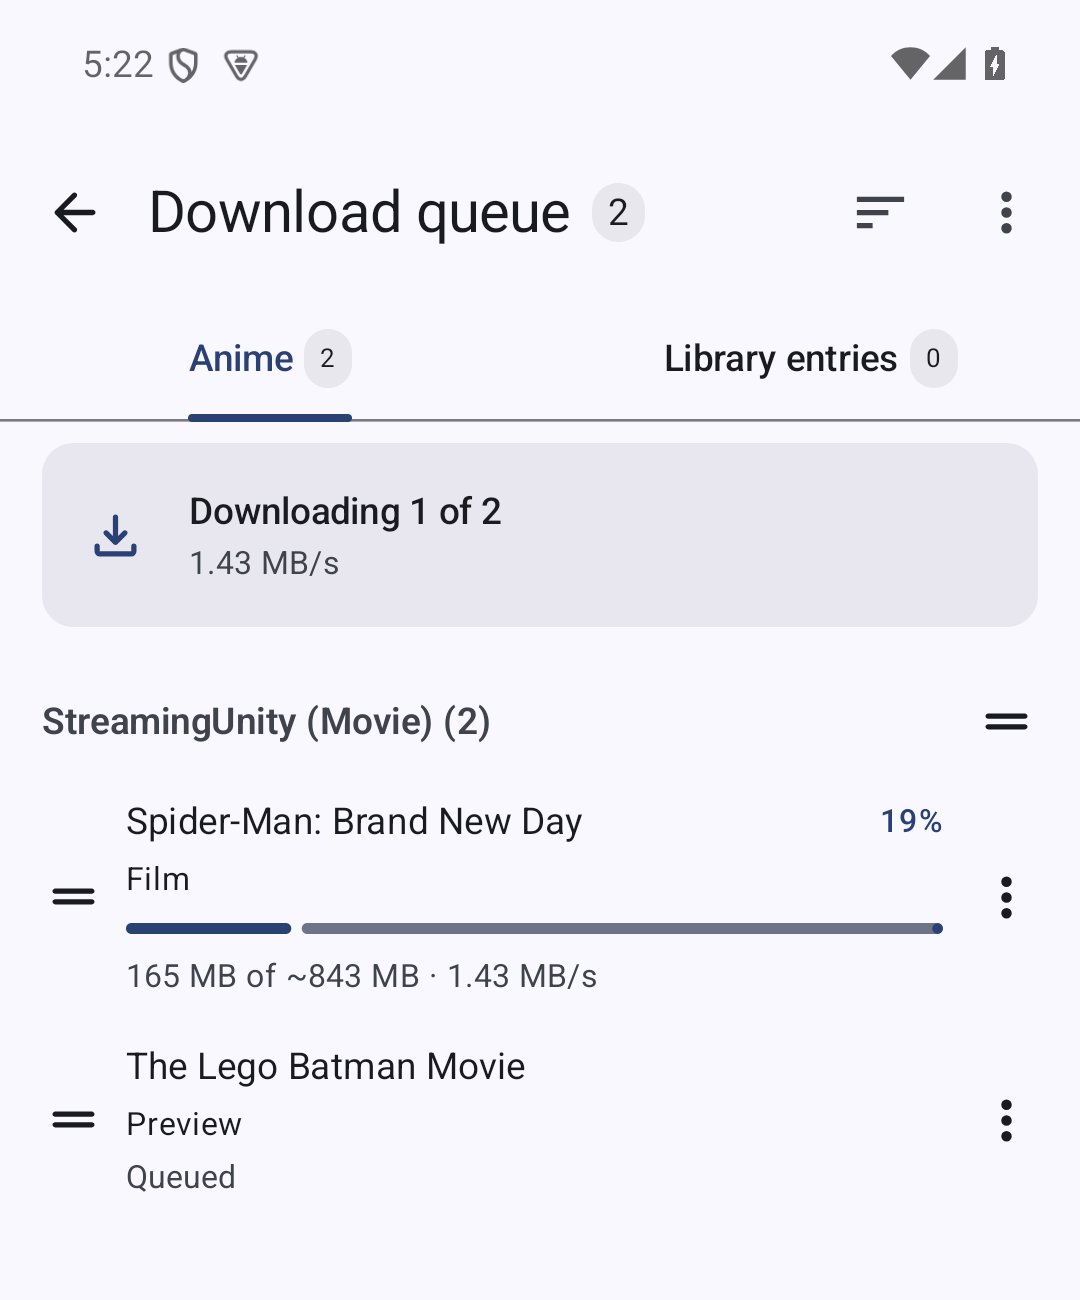 5:22
Download queue 2
Anime 2
Library entries 0
Downloading 1 of 2
1.43 MB/s
StreamingUnity (Movie) (2)
Spider-Man: Brand New Day 19%
Film
165 MB of ~843 MB · 1.43 MB/s
The Lego Batman Movie
Preview
Queued